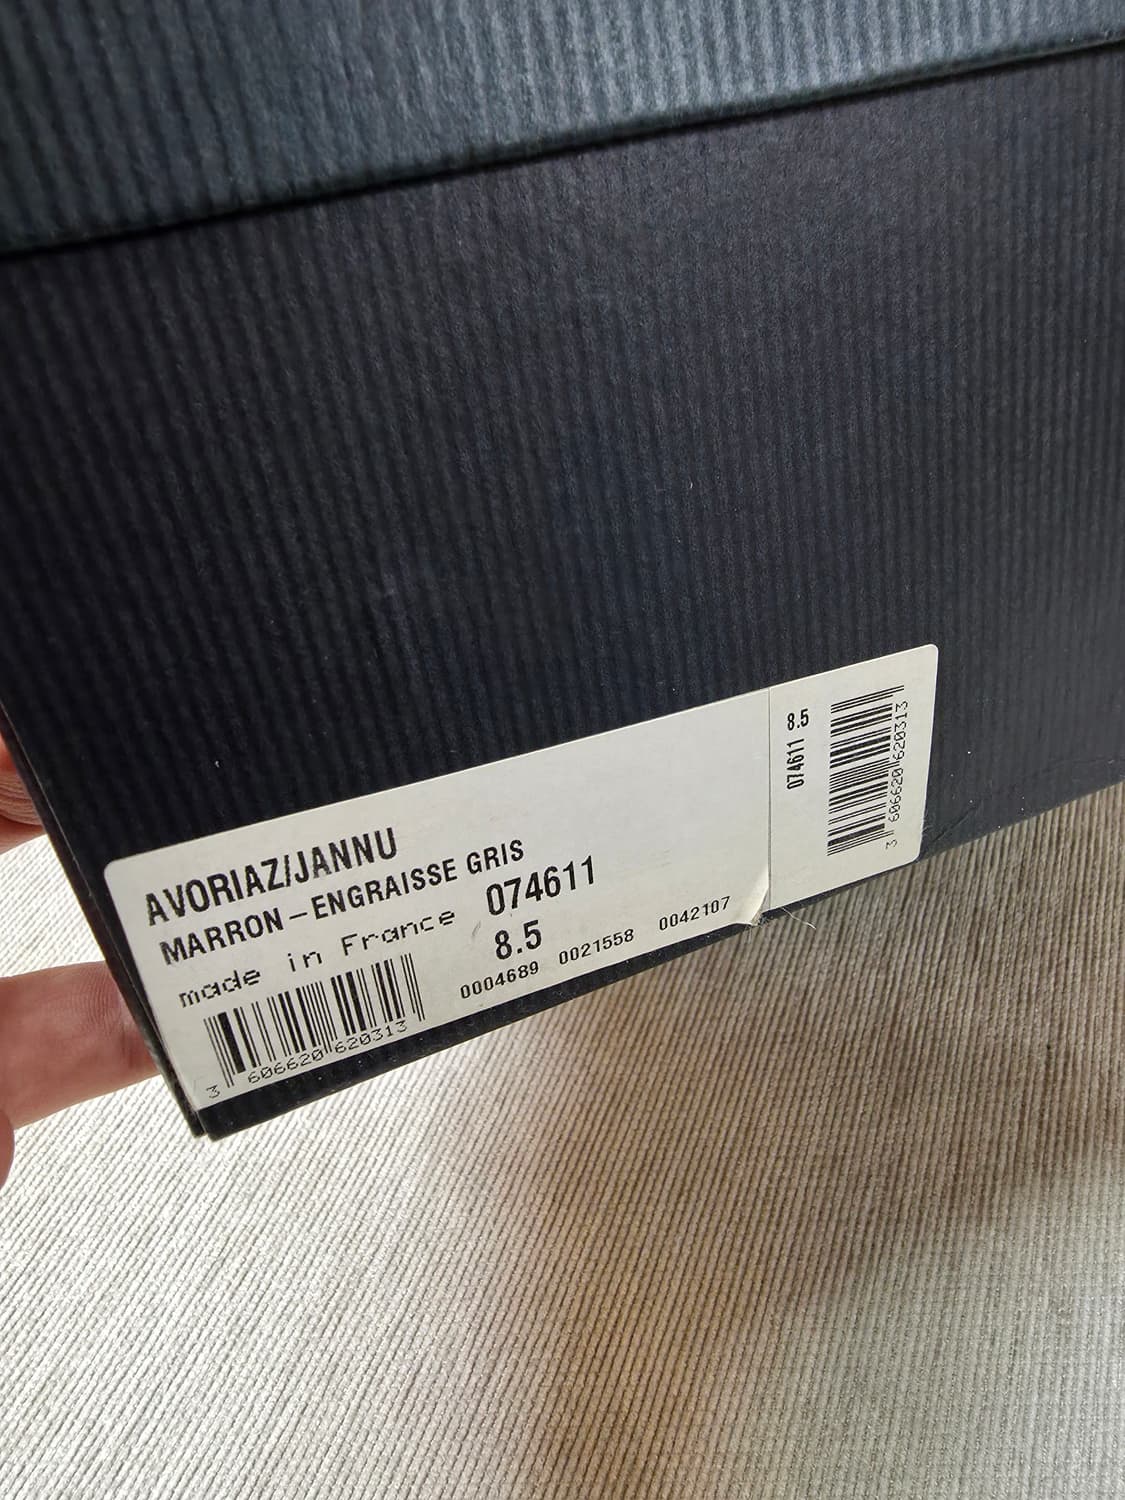 AVORIAZ/JANNU
MARRON – ENGRAISSE GRIS
made in France 074611
8.5
0004689 0021558 0042107
3 606620 620313
074611 8.5
3 606620 620313